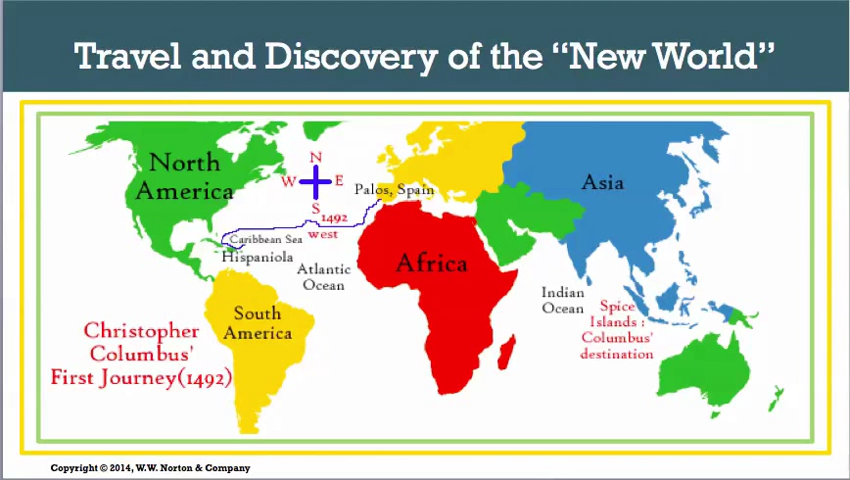 Travel and Discovery of the “New World”
North
America
N
W
E
S
1492
west
Palos, Spain
Asia
Caribbean Sea
Hispaniola
Atlantic
Ocean
Africa
Indian
Ocean
Spice
Islands :
Columbus'
destination
South
America
Christopher
Columbus'
First Journey(1492)
Copyright © 2014, W.W. Norton & Company